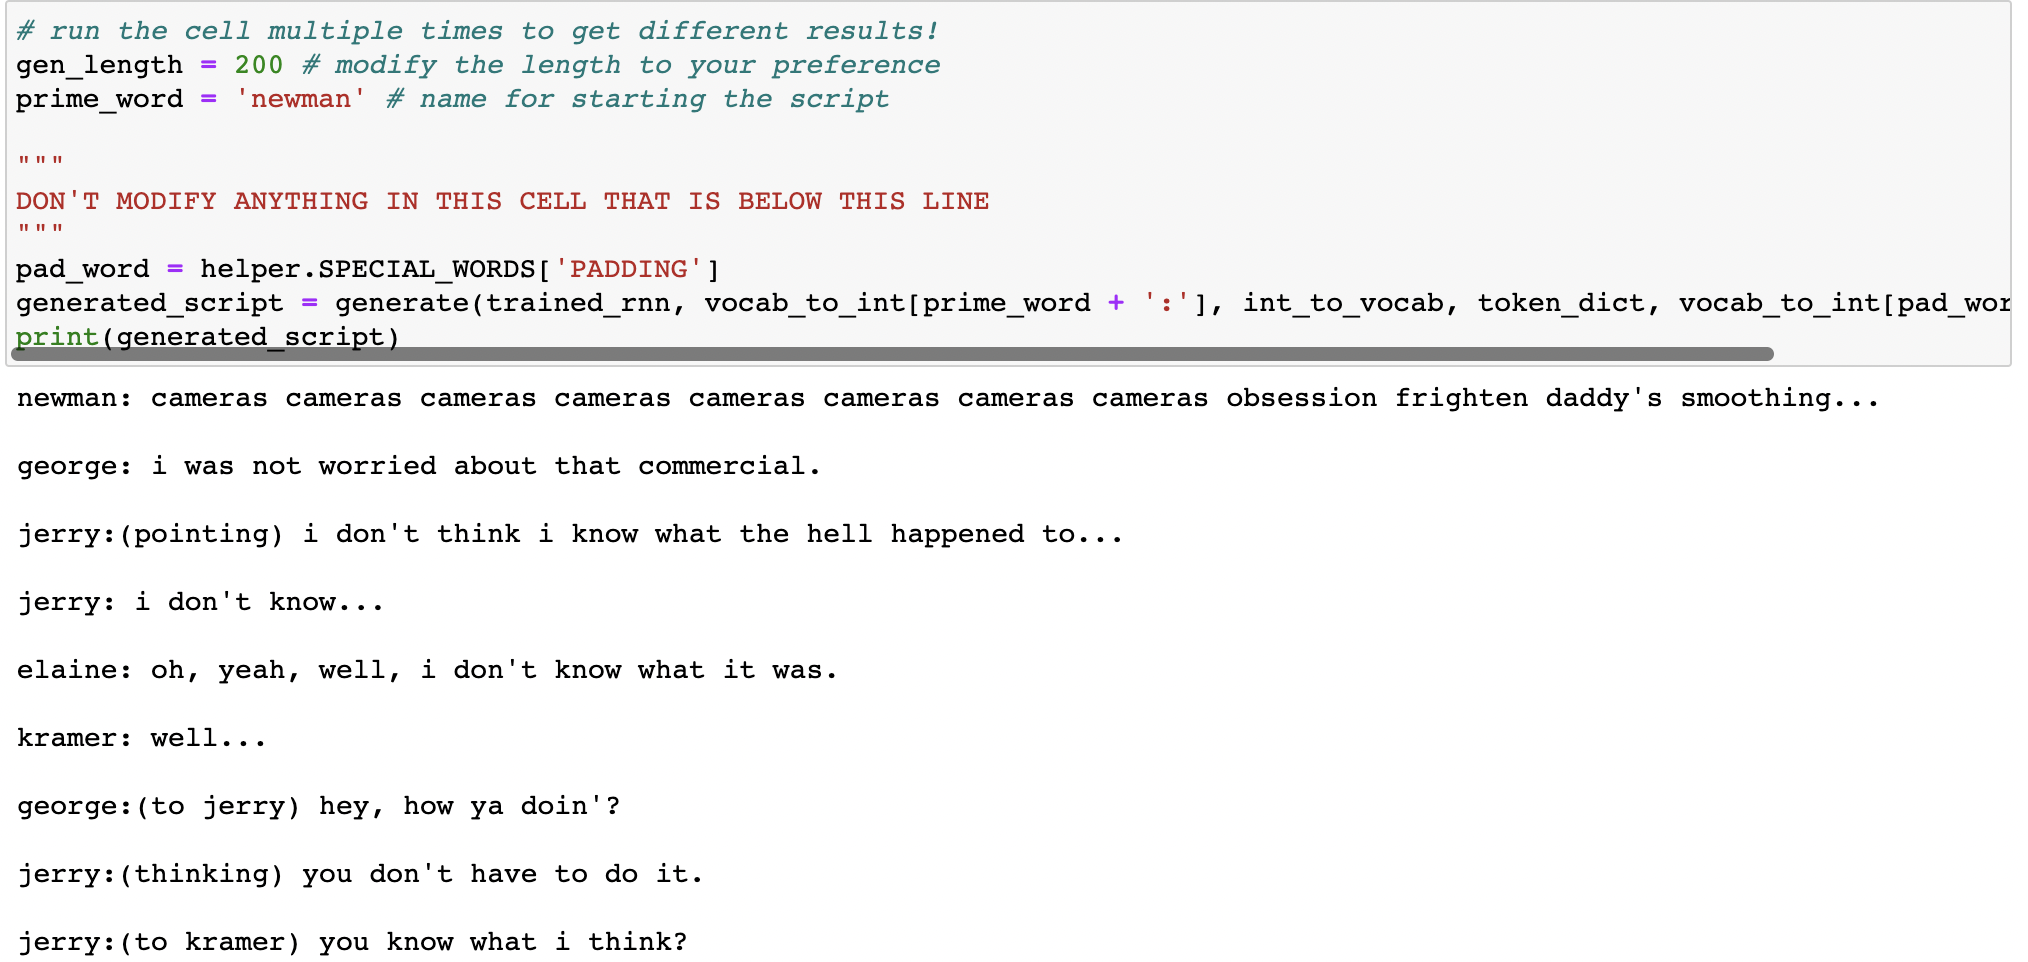 # run the cell multiple times to get different results!
gen_length = 200 # modify the length to your preference
prime_word = 'newman' # name for starting the script
"""
DON'T MODIFY ANYTHING IN THIS CELL THAT IS BELOW THIS LINE
"""
pad_word = helper.SPECIAL_WORDS['PADDING']
generated_script = generate(trained_rnn, vocab_to_int[prime_word + ':'], int_to_vocab, token_dict, vocab_to_int[pad_wor
print(generated_script)
newman: cameras cameras cameras cameras cameras cameras cameras cameras obsession frighten daddy's smoothing...
george: i was not worried about that commercial.
jerry:(pointing) i don't think i know what the hell happened to...
jerry: i don't know...
elaine: oh, yeah, well, i don't know what it was.
kramer: well...
george:(to jerry) hey, how ya doin'?
jerry:(thinking) you don't have to do it.
jerry:(to kramer) you know what i think?